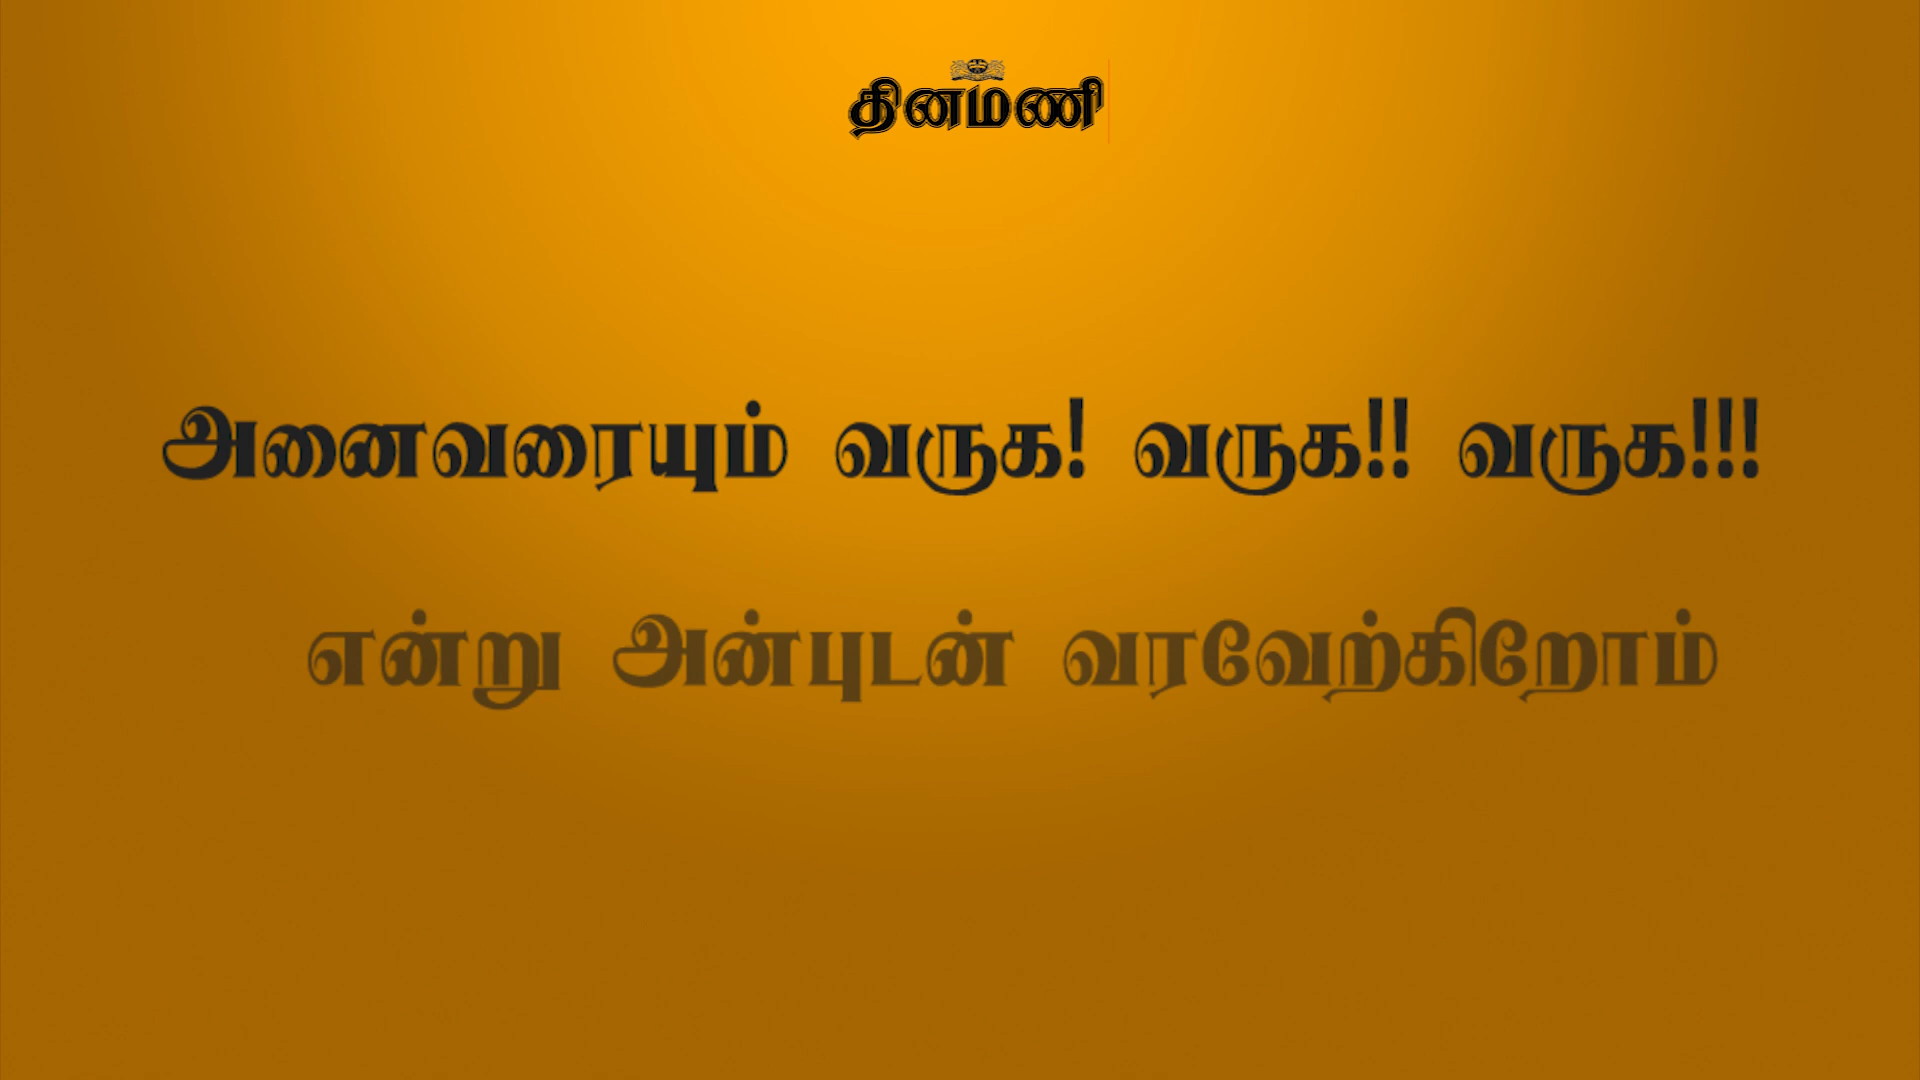 தினமணி
அனைவரையும் வருக! வருக!! வருக!!!
என்று அன்புடன் வரவேற்கிறோம்